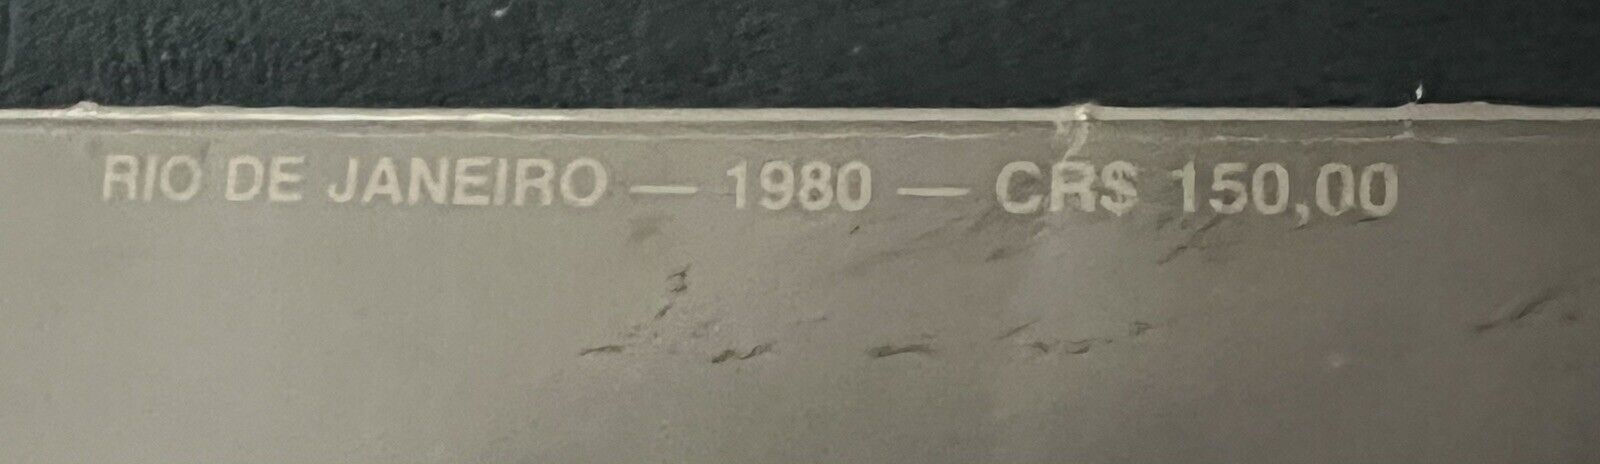 RIO DE JANEIRO — 1980 — CR$ 150,00